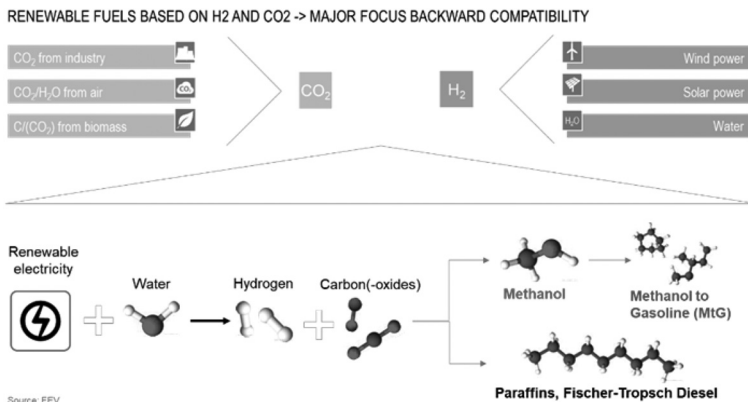 RENEWABLE FUELS BASED ON H2 AND CO2 -> MAJOR FOCUS BACKWARD COMPATIBILITY
CO₂ from industry
Wind power
CO₂/H₂O from air
CO₂
CO₂
H₂
Solar power
C/(CO₂) from biomass
H₂O
Water
Renewable
electricity
Water
Hydrogen
Carbon(-oxides)
Methanol
Methanol to
Gasoline (MtG)
Paraffins, Fischer-Tropsch Diesel
Source: FEV